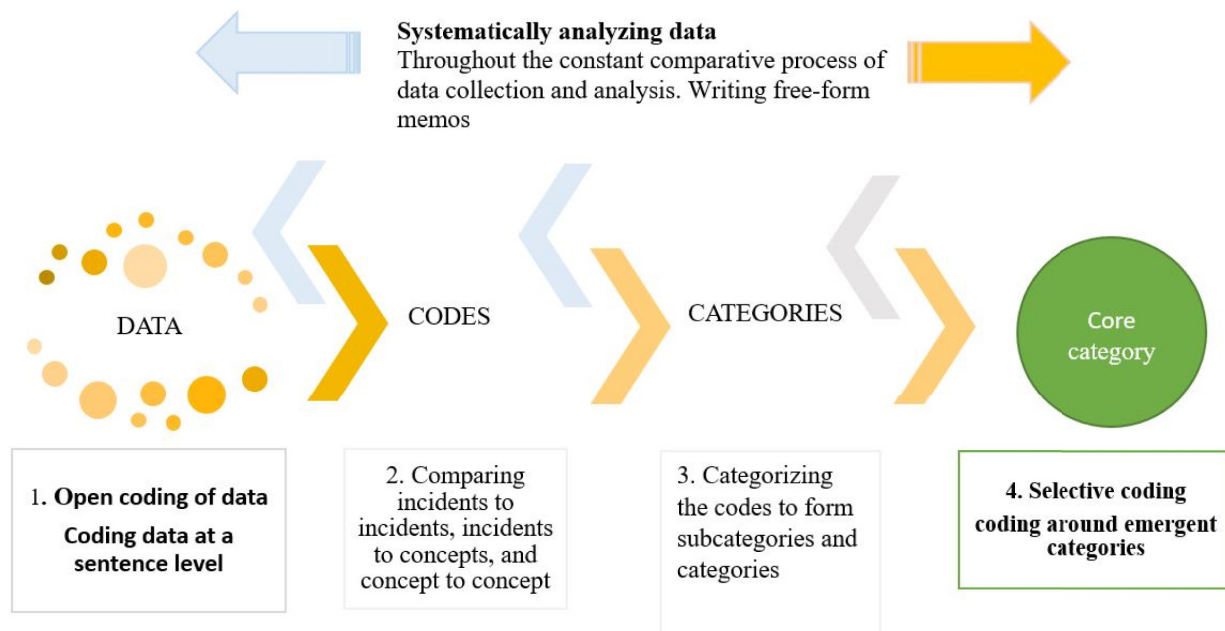 Systematically analyzing data
Throughout the constant comparative process of
data collection and analysis. Writing free-form
memos
DATA
CODES
CATEGORIES
Core
category
1. Open coding of data
Coding data at a
sentence level
2. Comparing
incidents to
incidents, incidents
to concepts, and
concept to concept
3. Categorizing
the codes to form
subcategories and
categories
4. Selective coding
coding around emergent
categories